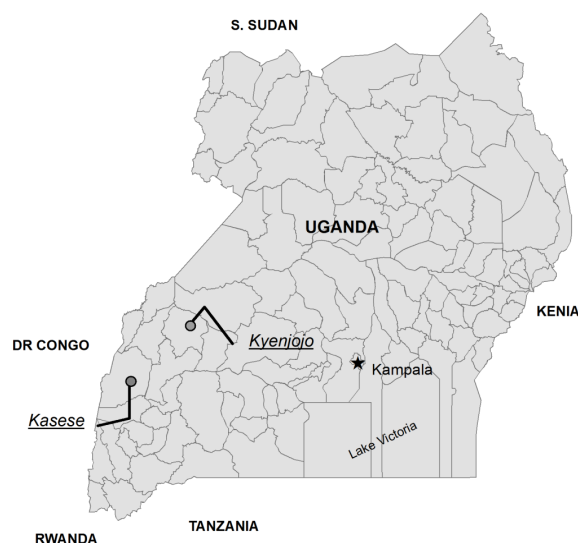 S. SUDAN
UGANDA
KENIA
DR CONGO
Kyenjojo
Kampala
Kasese
Lake Victoria
TANZANIA
RWANDA